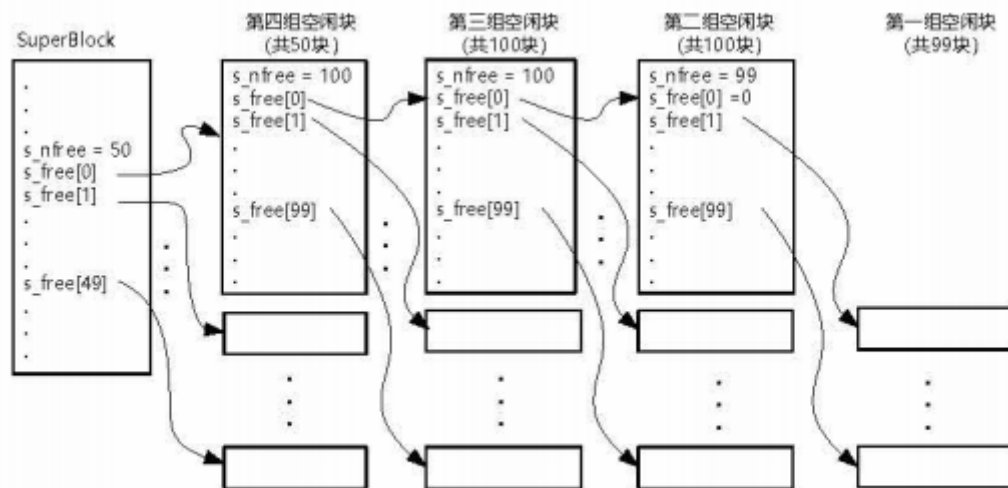 SuperBlock
s_nfree = 50
s_free[0]
s_free[1]
s_free[49]
第四组空闲块
(共50块)
s_nfree = 100
s_free[0]
s_free[1]
s_free[99]
第三组空闲块
(共100块)
s_nfree = 100
s_free[0]
s_free[1]
s_free[99]
第二组空闲块
(共100块)
s_nfree = 99
s_free[0] =0
s_free[1]
s_free[99]
第一组空闲块
(共99块)